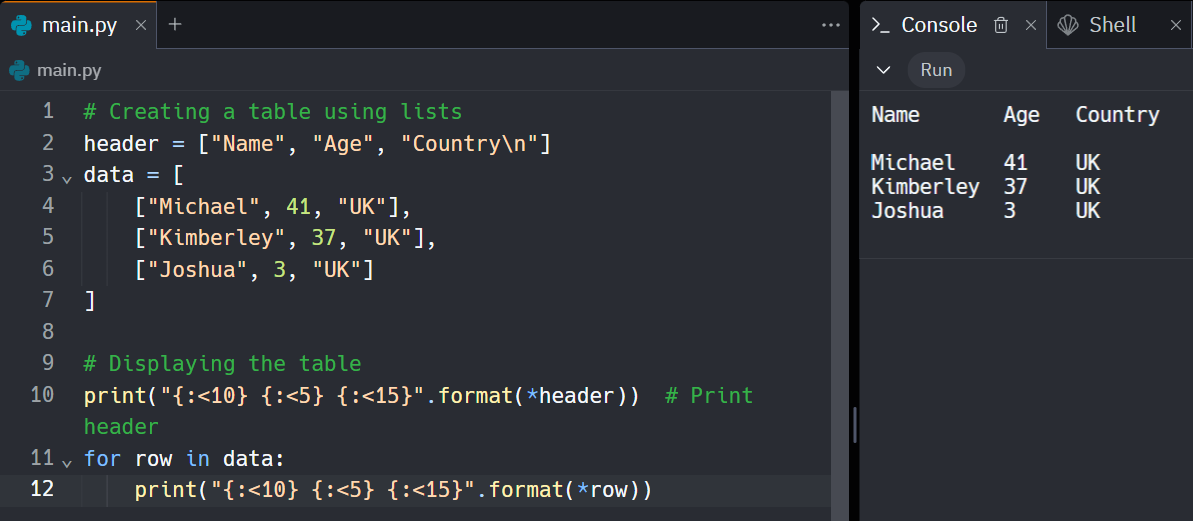 main.py
main.py
1 # Creating a table using lists
2 header = ["Name", "Age", "Country\n"]
3 data = [
4     ["Michael", 41, "UK"],
5     ["Kimberley", 37, "UK"],
6     ["Joshua", 3, "UK"]
7 ]
8
9 # Displaying the table
10 print("{:<10} {:<5} {:<15}".format(*header))  # Print
header
11 for row in data:
12     print("{:<10} {:<5} {:<15}".format(*row))
Console Shell
Run
Name       Age   Country
Michael    41    UK
Kimberley  37    UK
Joshua     3     UK